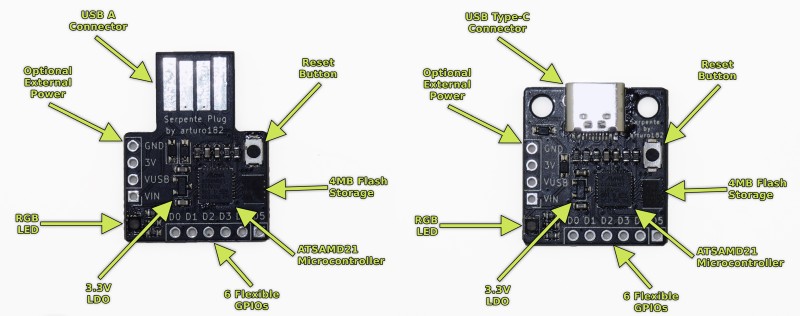 USB A
Connector
Optional
External
Power
Reset
Button
Serpente Plug
by arturo182
GND
3V
VUSB
VIN
4MB Flash
Storage
RGB
LED
D0 D1 D2 D3 D5
ATSAMD21
Microcontroller
3.3V
LDO
6 Flexible
GPIOs
USB Type-C
Connector
Optional
External
Power
Reset
Button
Serpente
by
arturo182
GND
3V
VUSB
VIN
4MB Flash
Storage
RGB
LED
D0 D1 D2 D3
ATSAMD21
Microcontroller
3.3V
LDO
6 Flexible
GPIOs